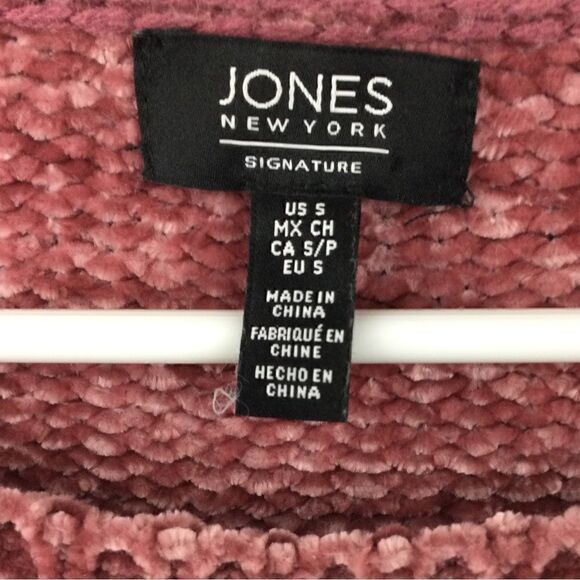 JONES
NEW YORK
SIGNATURE
US S
MX CH
CA S/P
EU S
MADE IN
CHINA
FABRIQUÉ EN
CHINE
HECHO EN
CHINA